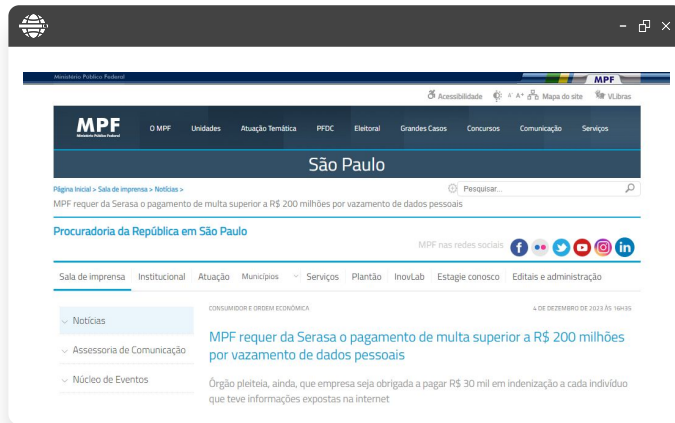 Ministério Público Federal
MPF
Acessibilidade A- A+ Mapa do site VLibras
MPF O MPF Unidades Atuação Temática PFDC Eleitoral Grandes Casos Concursos Comunicação Serviços
Ministério Público Federal
São Paulo
Página Inicial > Sala de imprensa > Notícias > Pesquisar...
MPF requer da Serasa o pagamento de multa superior a R$ 200 milhões por vazamento de dados pessoais
Procuradoria da República em São Paulo
MPF nas redes sociais
Sala de imprensa Institucional Atuação Municípios Serviços Plantão InovLab Estagie conosco Editais e administração
CONSUMIDOR E ORDEM ECONÔMICA 4 DE DEZEMBRO DE 2023 ÀS 16H35
Notícias
Assessoria de Comunicação
Núcleo de Eventos
MPF requer da Serasa o pagamento de multa superior a R$ 200 milhões
por vazamento de dados pessoais
Órgão pleiteia, ainda, que empresa seja obrigada a pagar R$ 30 mil em indenização a cada indivíduo
que teve informações expostas na internet